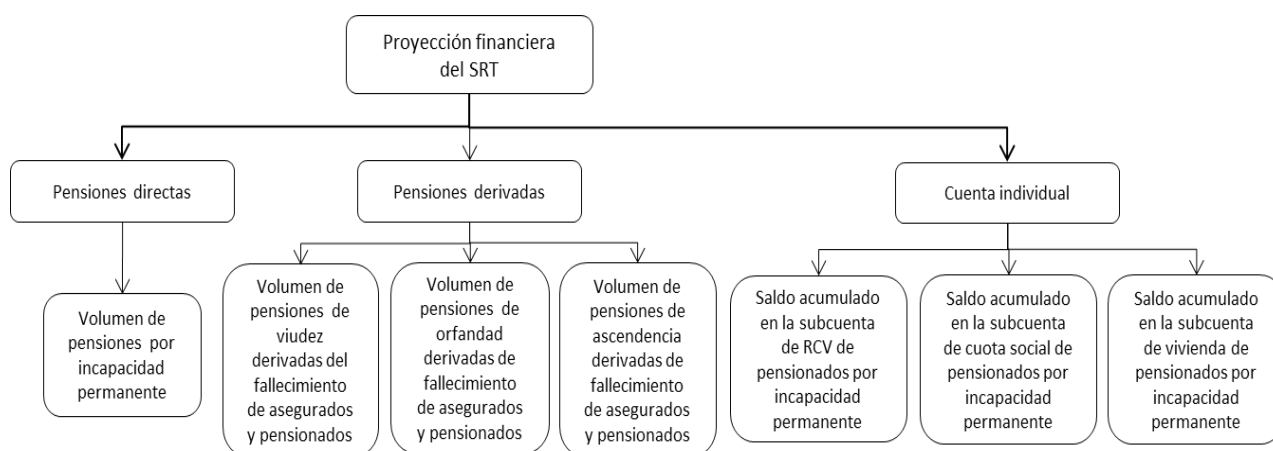 Proyección financiera
del SRT
Pensiones directas
Pensiones derivadas
Cuenta individual
Volumen de
pensiones por
incapacidad
permanente
Volumen de
pensiones de
viudez
derivadas del
fallecimiento
de asegurados
y pensionados
Volumen de
pensiones de
orfandad
derivadas de
fallecimiento
de asegurados
y pensionados
Volumen de
pensiones de
ascendencia
derivadas de
fallecimiento
de asegurados
y pensionados
Saldo acumulado
en la subcuenta
de RCV de
pensionados por
incapacidad
permanente
Saldo acumulado
en la subcuenta
de cuota social de
pensionados por
incapacidad
permanente
Saldo acumulado
en la subcuenta
de vivienda de
pensionados por
incapacidad
permanente